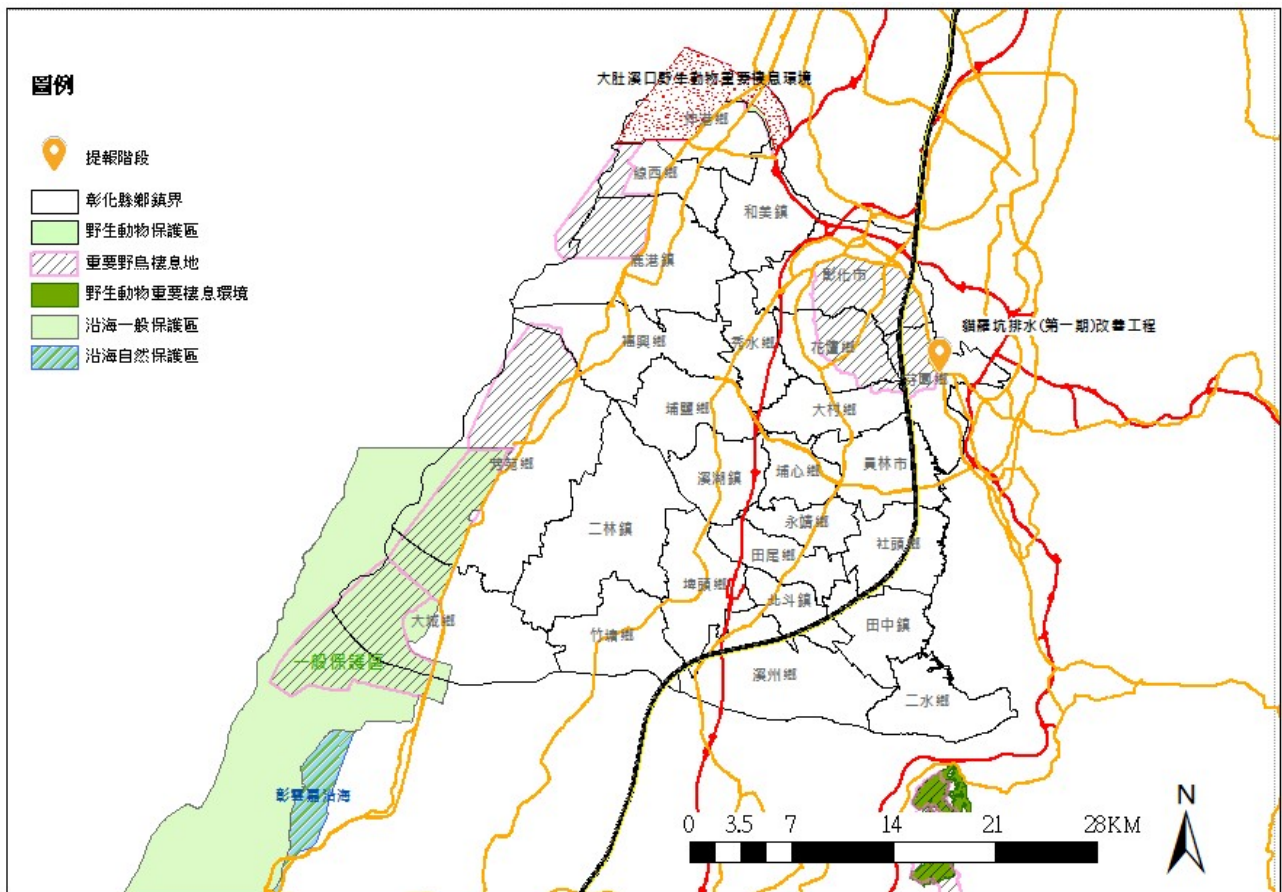 圖例
提報階段
彰化縣鄉鎮界
野生動物保護區
重要野鳥棲息地
野生動物重要棲息環境
沿海一般保護區
沿海自然保護區
大肚溪口野生動物重要棲息環境
伸港鄉
線西鄉
和美鎮
鹿港鎮
彰化市
貓羅坑排水(第一期)改善工程
福興鄉
秀水鄉
花壇鄉
芬園鄉
埔鹽鄉
大村鄉
芳苑鄉
溪湖鎮
埔心鄉
員林市
二林鎮
永靖鄉
田尾鄉
社頭鄉
埤頭鄉
北斗鎮
大城鄉
竹塘鄉
田中鎮
一般保護區
溪州鄉
二水鄉
彰雲嘉沿海
N
0 3.5 7 14 21 28KM